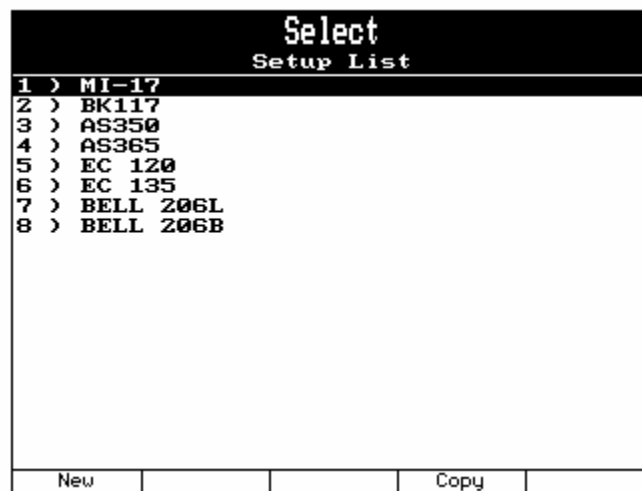 Select
Setup List
1 ) MI-17
2 ) BK117
3 ) AS350
4 ) AS365
5 ) EC 120
6 ) EC 135
7 ) BELL 206L
8 ) BELL 206B
New Copy